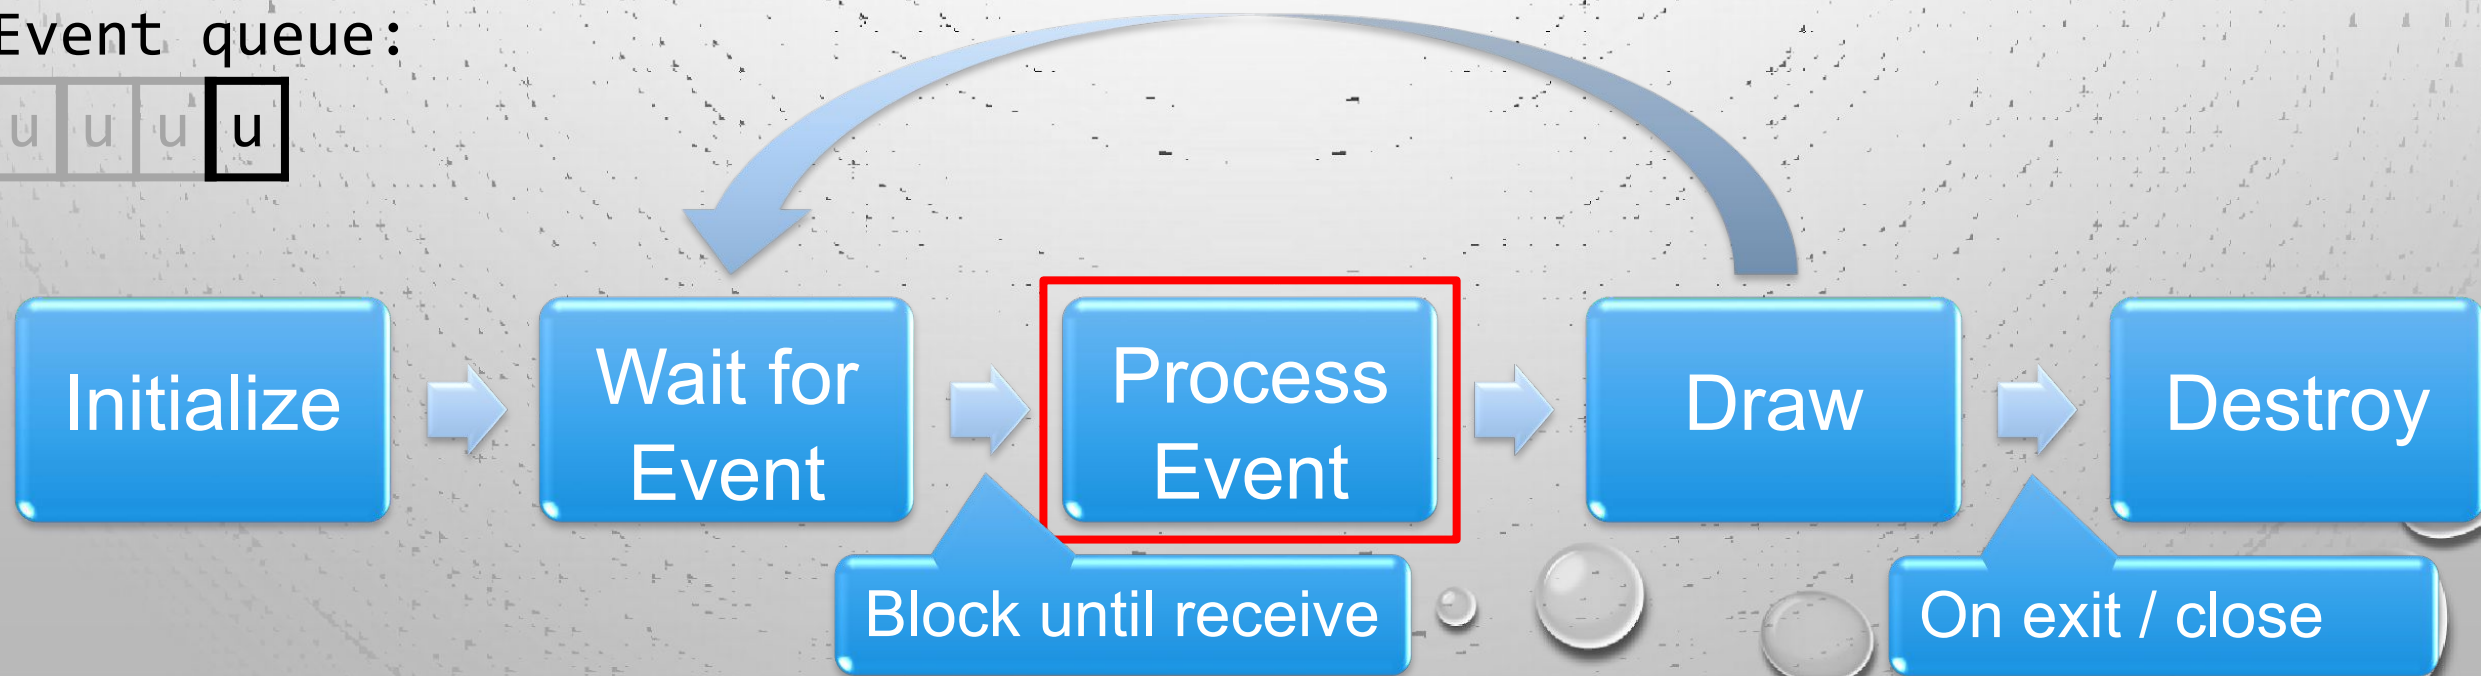 Event queue:
u u u u
Initialize
Wait for
Event
Process
Event
Draw
Destroy
Block until receive
On exit / close